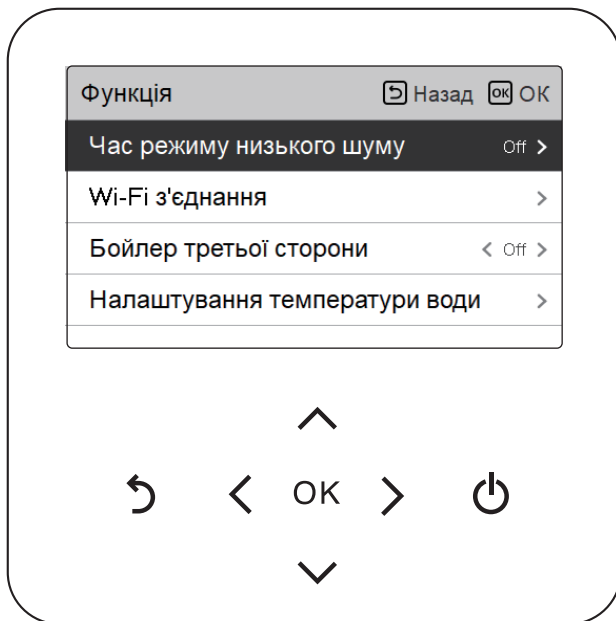 Функція Назад ок OK
Час режиму низького шуму Off >
Wi-Fi з'єднання >
Бойлер третьої сторони < Off >
Налаштування температури води >
OK